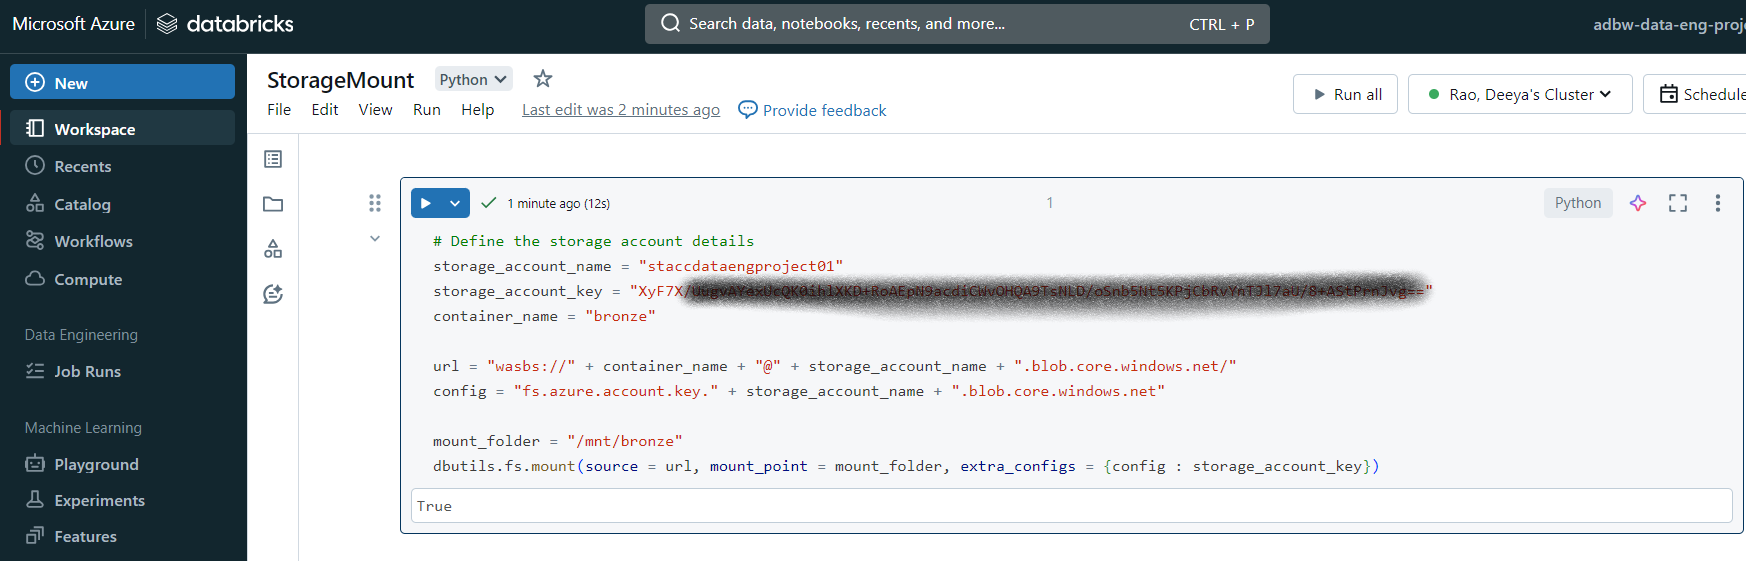 Microsoft Azure databricks
Search data, notebooks, recents, and more... CTRL + P
adbw-data-eng-proj
New
Workspace
Recents
Catalog
Workflows
Compute
Data Engineering
Job Runs
Machine Learning
Playground
Experiments
Features
StorageMount Python
File Edit View Run Help Last edit was 2 minutes ago Provide feedback
Run all Rao, Deeya's Cluster Schedule
1 minute ago (12s) 1 Python
# Define the storage account details
storage_account_name = "staccdataengproject01"
storage_account_key = "XyF7X/ "
container_name = "bronze"
url = "wasbs://" + container_name + "@" + storage_account_name + ".blob.core.windows.net/"
config = "fs.azure.account.key." + storage_account_name + ".blob.core.windows.net"
mount_folder = "/mnt/bronze"
dbutils.fs.mount(source = url, mount_point = mount_folder, extra_configs = {config : storage_account_key})
True